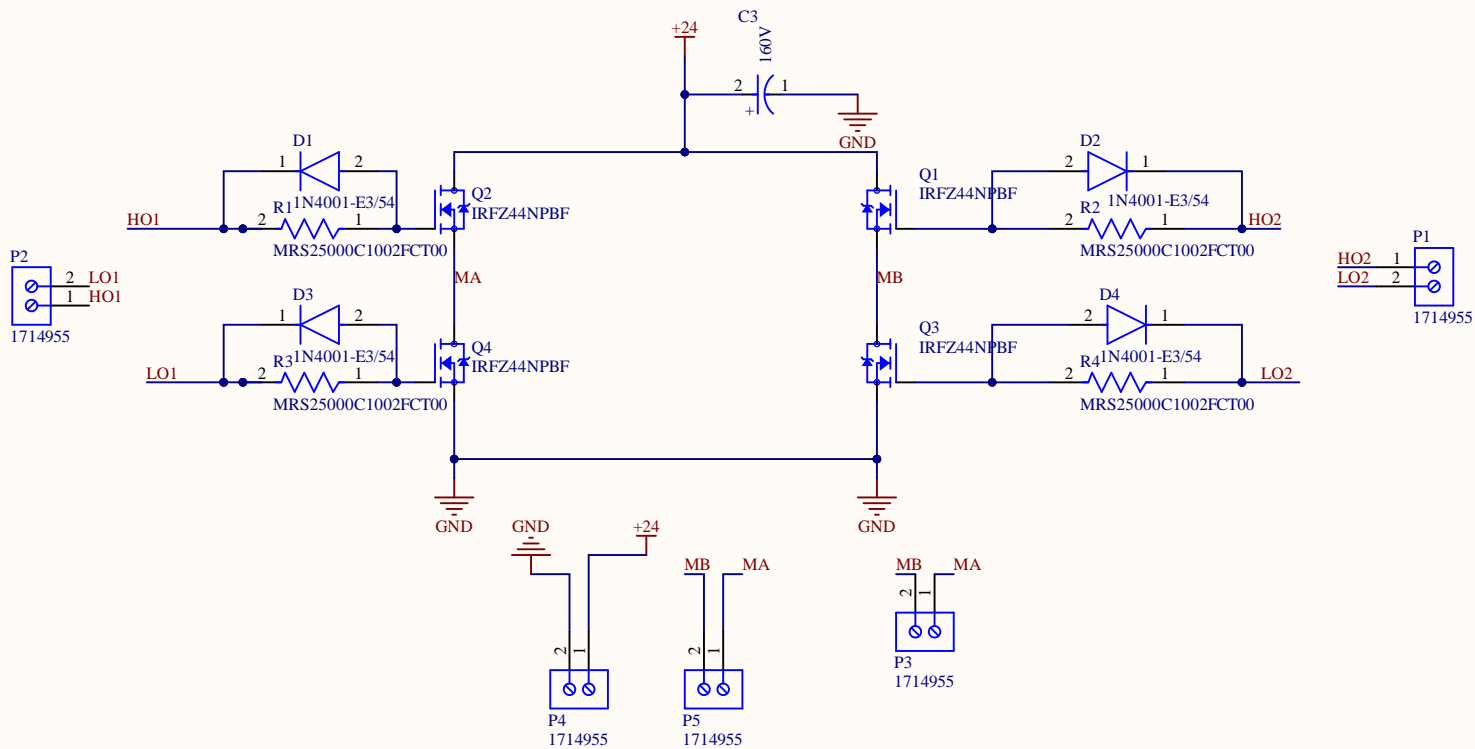 C3
160V
+24
2
1
+
GND
D1
1
2
1N4001-E3/54
HO1
R1
2
1
MRS25000C1002FCT00
Q2
IRFZ44NPBF
Q1
IRFZ44NPBF
D2
2
1
1N4001-E3/54
R2
2
1
HO2
MRS25000C1002FCT00
P2
2
LO1
1
HO1
1714955
MA
MB
P1
HO2
1
LO2
2
1714955
D3
1
2
1N4001-E3/54
LO1
R3
2
1
MRS25000C1002FCT00
Q4
IRFZ44NPBF
Q3
IRFZ44NPBF
D4
2
1
1N4001-E3/54
R4
2
1
LO2
MRS25000C1002FCT00
GND
GND
GND
+24
2
1
P4
1714955
MB
MA
2
1
P5
1714955
MB
MA
2
1
P3
1714955